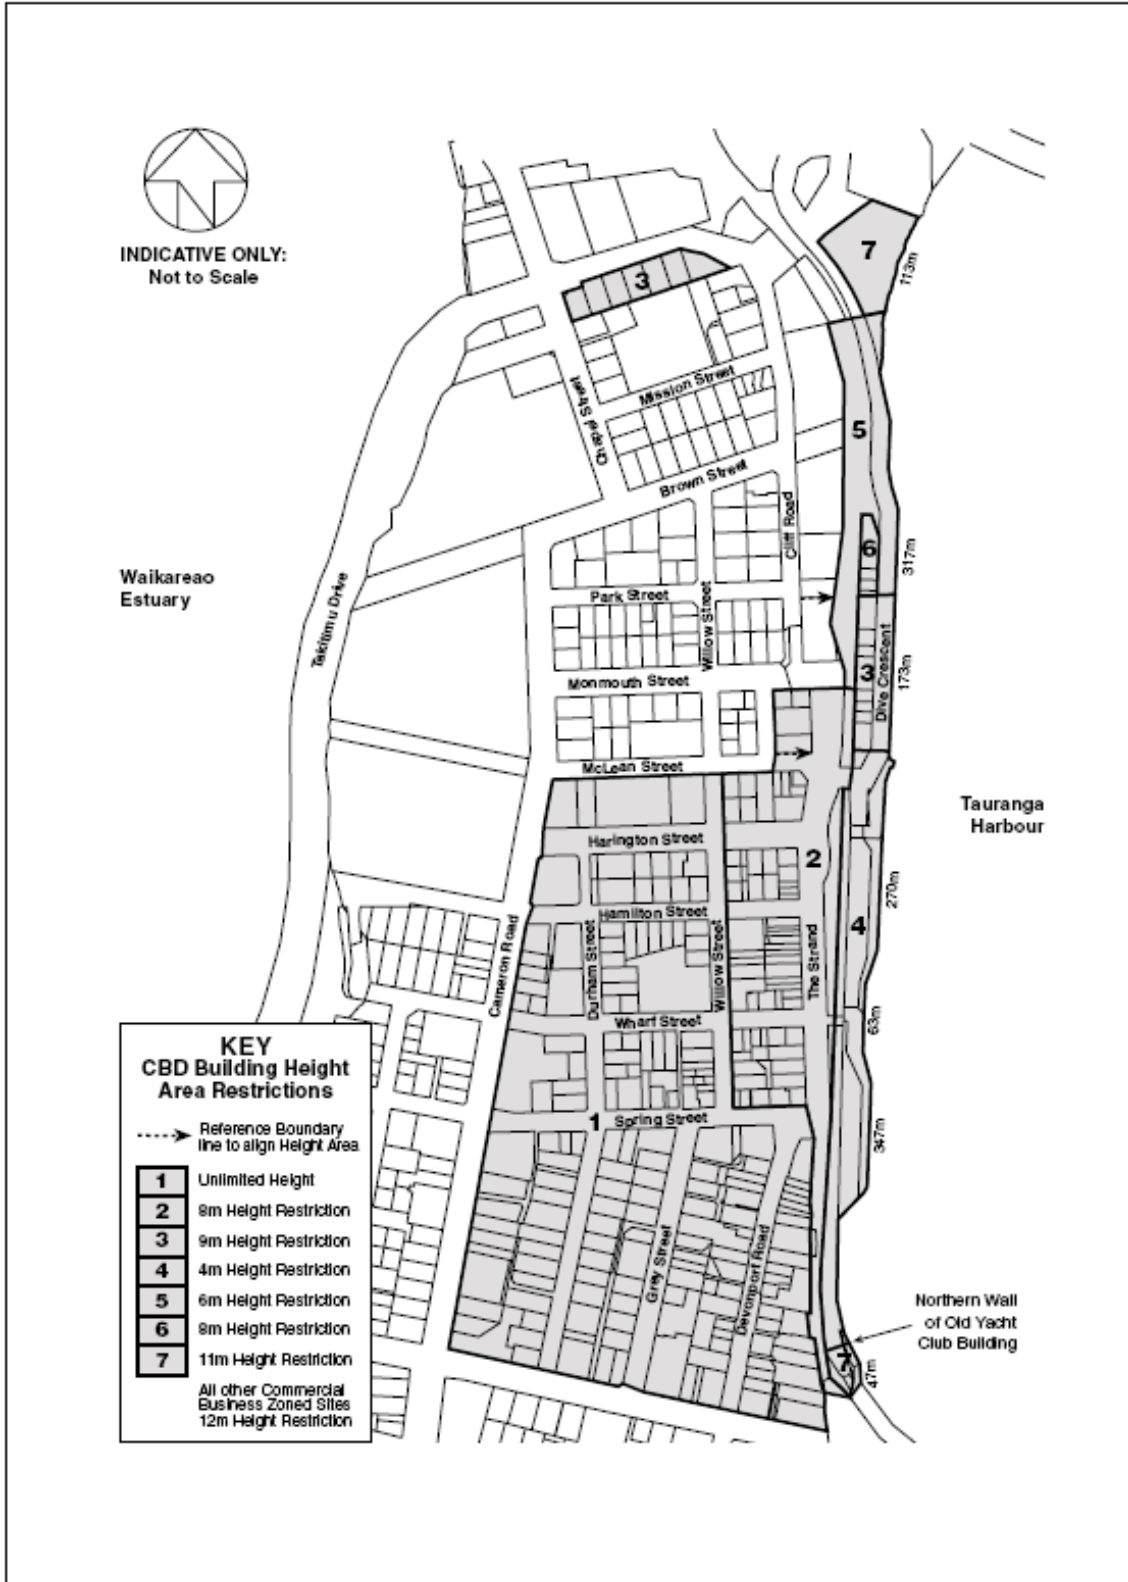 INDICATIVE ONLY:
Not to Scale
7
113m
3
Mission Street
Chapel Street
5
Brown Street
Cliff Road
6
317m
Waikareao
Estuary
Takitimu Drive
Park Street
Willow Street
Monmouth Street
3
Dive Crescent
173m
McLean Street
Tauranga
Harbour
Harington Street
2
270m
Hamilton Street
4
Cameron Road
Durham Street
Willow Street
The Strand
Wharf Street
63m
1
Spring Street
347m
Grey Street
Devonport Road
Northern Wall
of Old Yacht
Club Building
7
47m
KEY
CBD Building Height
Area Restrictions
Reference Boundary
line to align Height Area
1 Unlimited Height
2 8m Height Restriction
3 9m Height Restriction
4 4m Height Restriction
5 6m Height Restriction
6 8m Height Restriction
7 11m Height Restriction
All other Commercial
Business Zoned Sites
12m Height Restriction